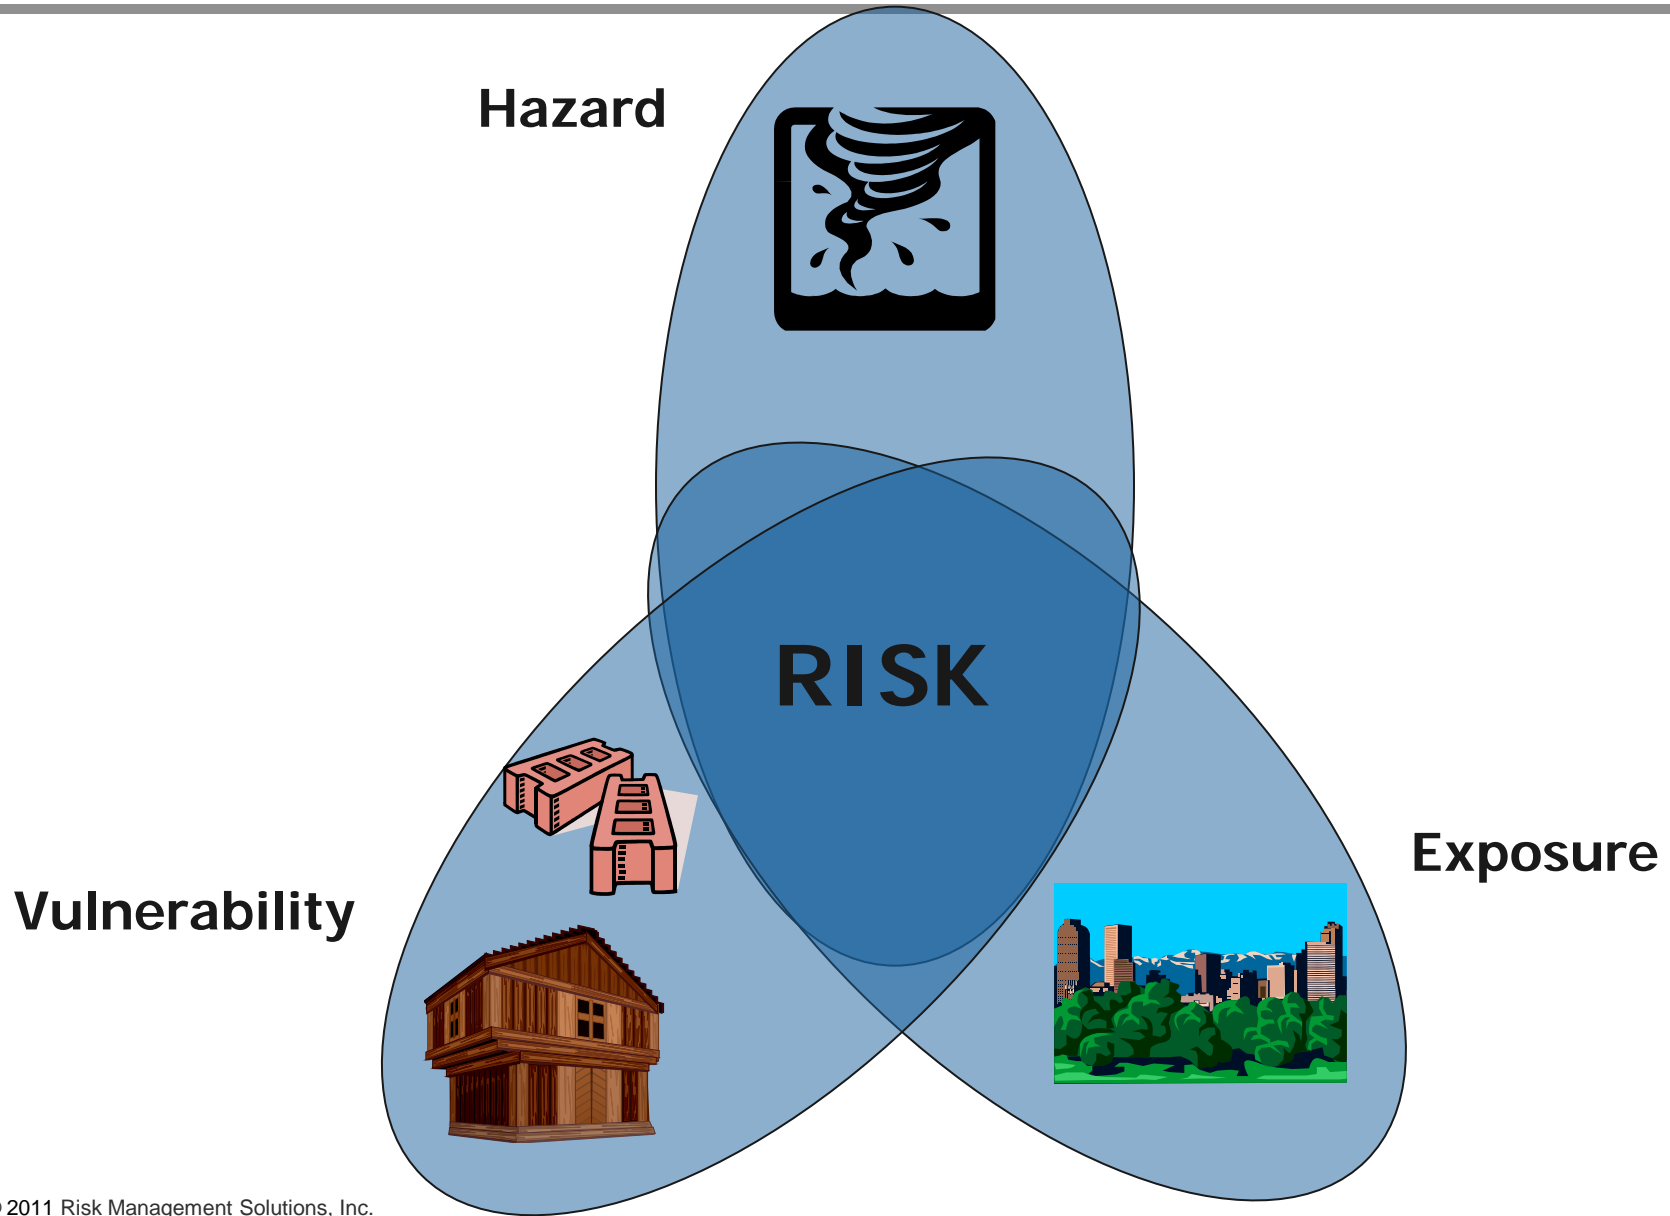 Hazard
RISK
Exposure
Vulnerability
© 2011 Risk Management Solutions, Inc.